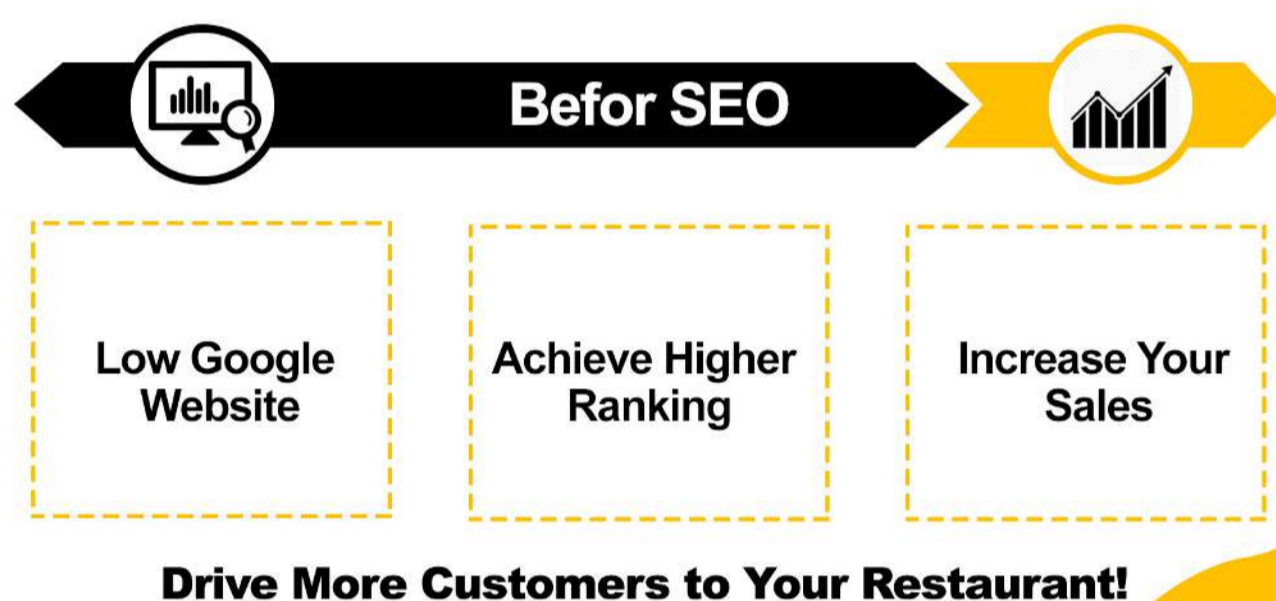 Befor SEO
Low Google
Website
Achieve Higher
Ranking
Increase Your
Sales
Drive More Customers to Your Restaurant!